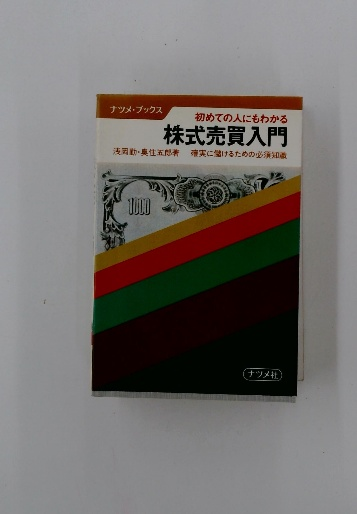 ナツメ・ブックス
初めての人にもわかる
株式売買入門
浅岡勤・奥住五郎著 確実に儲けるための必須知識
1000
ナツメ社